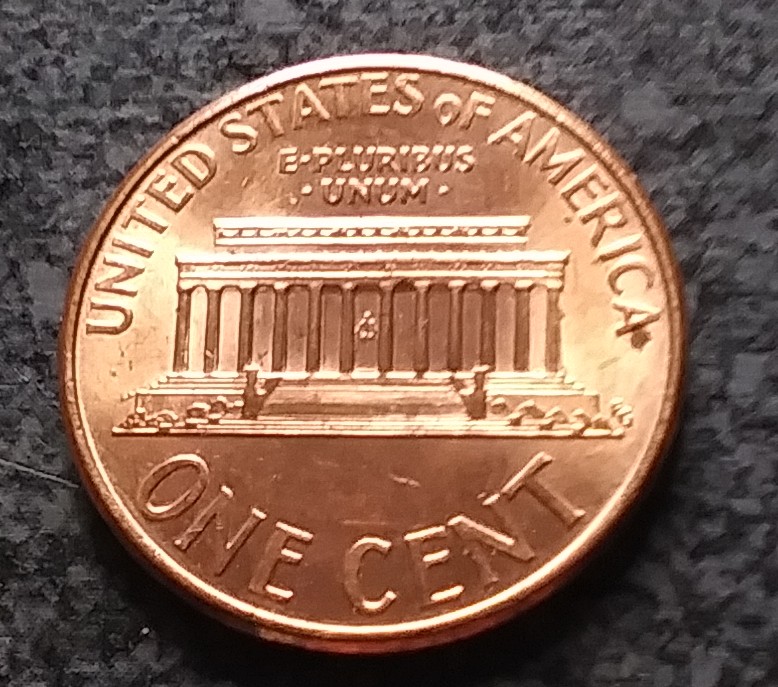 UNITED STATES OF AMERICA
E·PLURIBUS
·UNUM·
ONE CENT